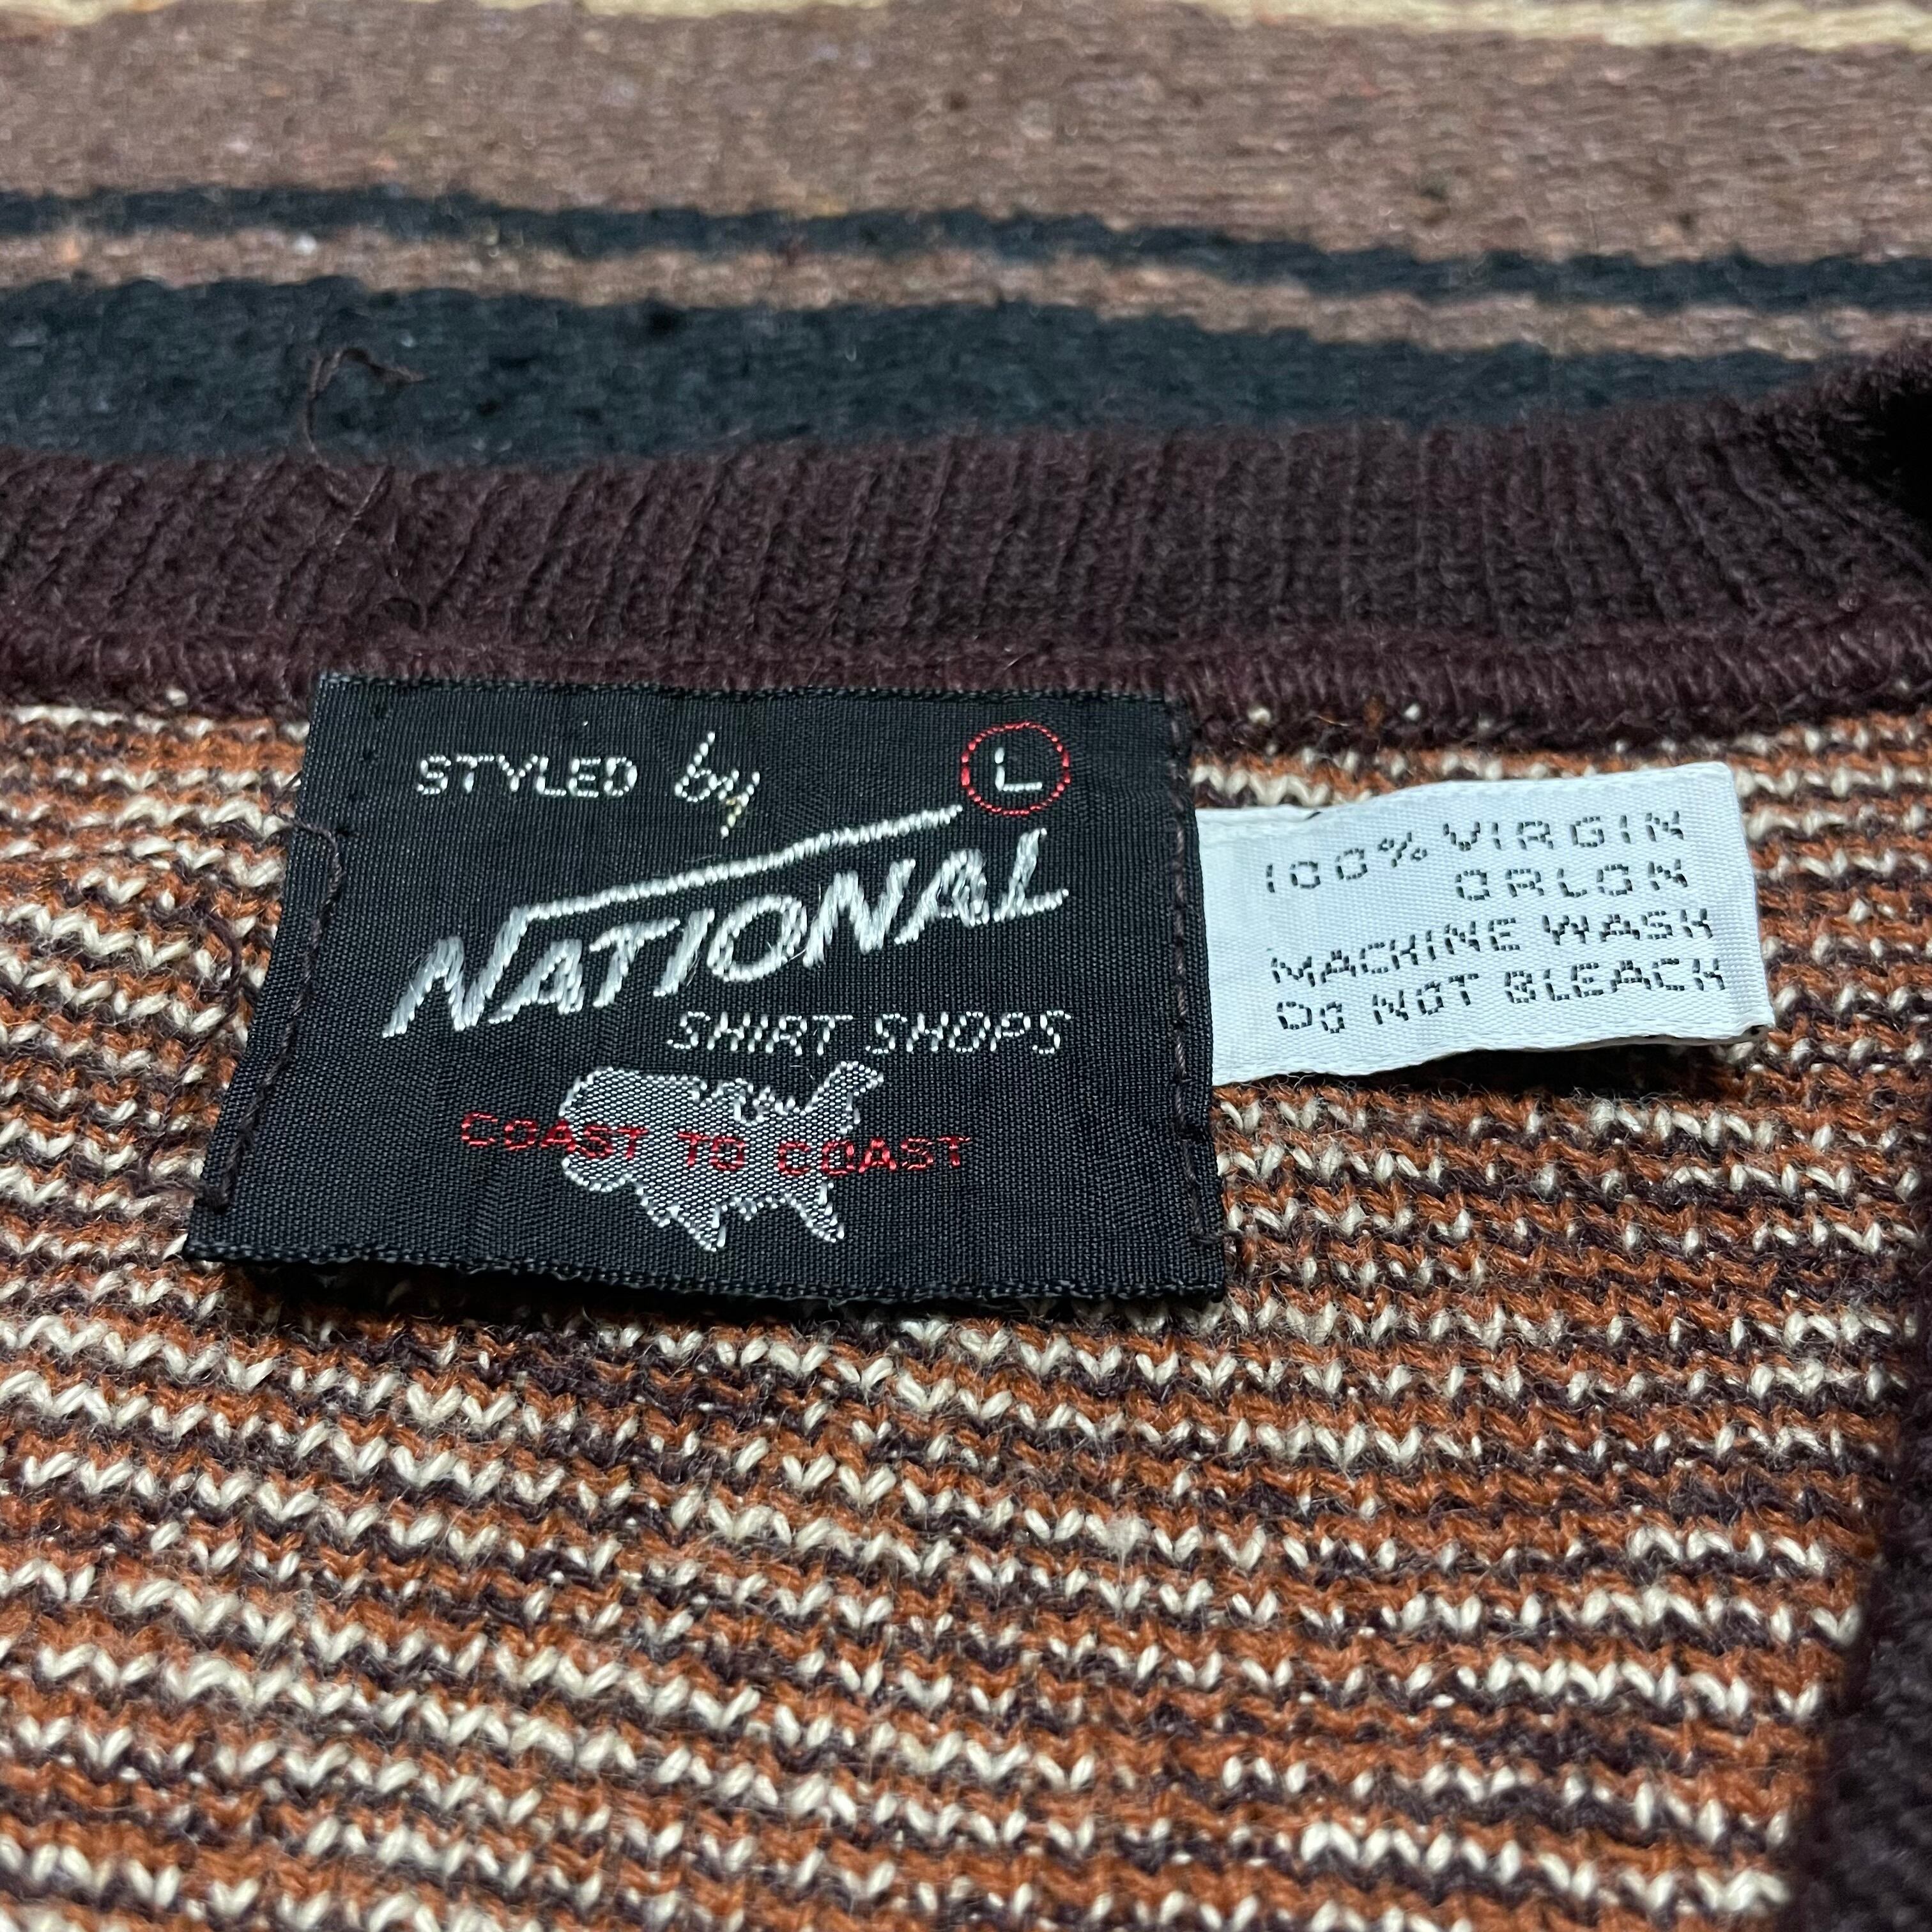 STYLED by L
NATIONAL
SHIRT SHOPS
COAST TO COAST
100% VIRGIN
ORLON
MACHINE WASH
DO NOT BLEACH